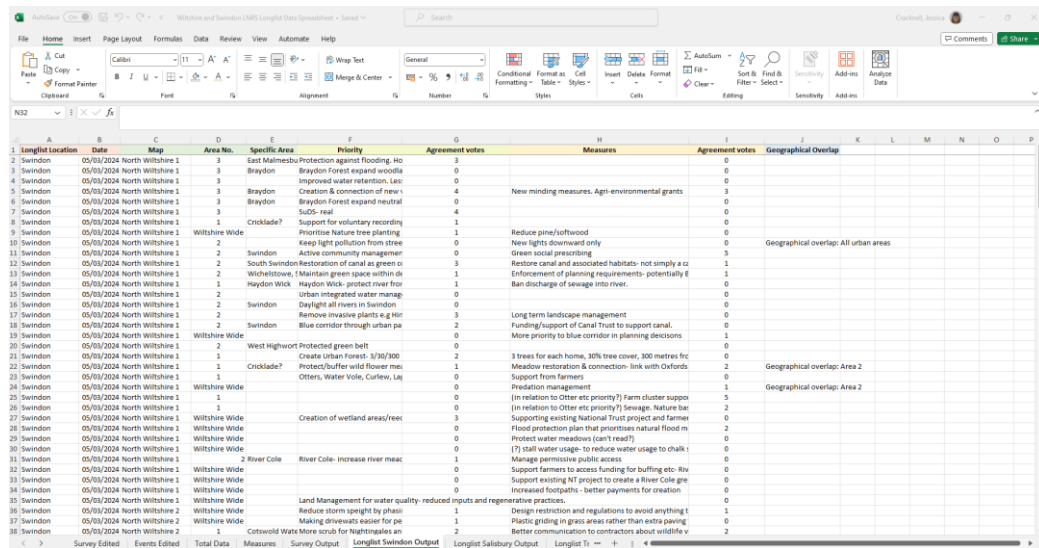 AutoSave On Wiltshire and Swindon LNRS Longlist Data Spreadsheet • Saved Search Cracknell, Jessica
File Home Insert Page Layout Formulas Data Review View Automate Help Comments Share
Cut Calibri 11 Wrap Text General AutoSum
Paste Copy Fill
Format Painter B I U Merge & Center Conditional Formatting Format as Table Cell Styles Insert Delete Format Clear Sort & Filter Find & Select Sensitivity Add-ins Analyze Data
Clipboard Font Alignment Number Styles Cells Editing Sensitivity Add-ins
N32 fx
A B C D E F G H I J K L M N O P
1 Longlist Location Date Map Area No. Specific Area Priority Agreement votes Measures Agreement votes Geographical Overlap
2 Swindon 05/03/2024 North Wiltshire 1 3 East Malmesbu Protection against flooding. Ho 3 0
3 Swindon 05/03/2024 North Wiltshire 1 3 Braydon Braydon Forest expand woodla 0 0
4 Swindon 05/03/2024 North Wiltshire 1 3 Improved water retention. Les 0 0
5 Swindon 05/03/2024 North Wiltshire 1 3 Braydon Creation & connection of new 4 New minding measures. Agri-environmental grants 3
6 Swindon 05/03/2024 North Wiltshire 1 3 Braydon Braydon Forest expand neutral 0 0
7 Swindon 05/03/2024 North Wiltshire 1 3 SuDS- real 4 0
8 Swindon 05/03/2024 North Wiltshire 1 1 Cricklade? Support for voluntary recording 1 0
9 Swindon 05/03/2024 North Wiltshire 1 Wiltshire Wide Prioritise Nature tree planting 1 Reduce pine/softwood 0
10 Swindon 05/03/2024 North Wiltshire 1 2 Keep light pollution from stree 0 New lights downward only 0 Geographical overlap: All urban areas
11 Swindon 05/03/2024 North Wiltshire 1 2 Swindon Active community managemen 0 Green social prescribing 5
12 Swindon 05/03/2024 North Wiltshire 1 2 South Swindon Restoration of canal as green c 3 Restore canal and associated habitats- not simply a ca 1
13 Swindon 05/03/2024 North Wiltshire 1 2 Wichelstowe, S Maintain green space within de 1 Enforcement of planning requirements- potentially B 1
14 Swindon 05/03/2024 North Wiltshire 1 1 Haydon Wick Haydon Wick- protect river fror 1 Ban discharge of sewage into river. 0
15 Swindon 05/03/2024 North Wiltshire 1 2 Urban integrated water manag 0 0
16 Swindon 05/03/2024 North Wiltshire 1 2 Swindon Daylight all rivers in Swindon 0 0
17 Swindon 05/03/2024 North Wiltshire 1 2 Remove invasive plants e.g Hin 3 Long term landscape management 0
18 Swindon 05/03/2024 North Wiltshire 1 2 Swindon Blue corridor through urban pa 2 Funding/support of Canal Trust to support canal. 0
19 Swindon 05/03/2024 North Wiltshire 1 Wiltshire Wide 0 More priority to blue corridor in planning deicisions 1
20 Swindon 05/03/2024 North Wiltshire 1 2 West Highwort Protected green belt 0 0
21 Swindon 05/03/2024 North Wiltshire 1 1 Create Urban Forest- 3/30/300 2 3 trees for each home, 30% tree cover, 300 metres frc 0
22 Swindon 05/03/2024 North Wiltshire 1 1 Cricklade? Protect/buffer wild flower mea 1 Meadow restoration & connection- link with Oxfords 2 Geographical overlap: Area 2
23 Swindon 05/03/2024 North Wiltshire 1 1 Otters, Water Vole, Curlew, La 0 Support from farmers 0
24 Swindon 05/03/2024 North Wiltshire 1 Wiltshire Wide 0 Predation management 1 Geographical overlap: Area 2
25 Swindon 05/03/2024 North Wiltshire 1 Wiltshire Wide 0 (in relation to Otter etc priority?) Farm cluster suppor 5
26 Swindon 05/03/2024 North Wiltshire 1 Wiltshire Wide 0 (in relation to Otter etc priority?) Sewage. Nature bas 2
27 Swindon 05/03/2024 North Wiltshire 1 Wiltshire Wide Creation of wetland areas/reec 3 Supporting existing National Trust project and farmer 0
28 Swindon 05/03/2024 North Wiltshire 1 Wiltshire Wide 0 Flood protection plan that prioritises natural flood m 2
29 Swindon 05/03/2024 North Wiltshire 1 Wiltshire Wide 0 Protect water meadows (can't read?) 0
30 Swindon 05/03/2024 North Wiltshire 1 Wiltshire Wide 0 (?) stall water usage- to reduce water usage to chalk s 0
31 Swindon 05/03/2024 North Wiltshire 1 2 River Cole River Cole- increase river meac 1 Manage permissive public access 0
32 Swindon 05/03/2024 North Wiltshire 1 Wiltshire Wide 0 Support farmers to access funding for buffing etc- Riv 0
33 Swindon 05/03/2024 North Wiltshire 1 Wiltshire Wide 0 Support existing NT project to create a River Cole gre 0
34 Swindon 05/03/2024 North Wiltshire 1 Wiltshire Wide 0 Increased footpaths - better payments for creation 0
35 Swindon 05/03/2024 North Wiltshire 1 Wiltshire Wide Land Management for water quality- reduced inputs and regenerative practices. 0
36 Swindon 05/03/2024 North Wiltshire 2 Wiltshire Wide Reduce storm speight by phasi 1 Design restriction and regulations to avoid anything t 1
37 Swindon 05/03/2024 North Wiltshire 2 Wiltshire Wide Making drivewats easier for pe 1 Plastic griding in grass areas rather than extra paving 0
38 Swindon 05/03/2024 North Wiltshire 2 1 Cotswold Wate More scrub for Nightingales an 2 Better communication to contractors about wildlife v 2
Survey Edited Events Edited Total Data Measures Survey Output Longlist Swindon Output Longlist Salisbury Output Longlist Tr